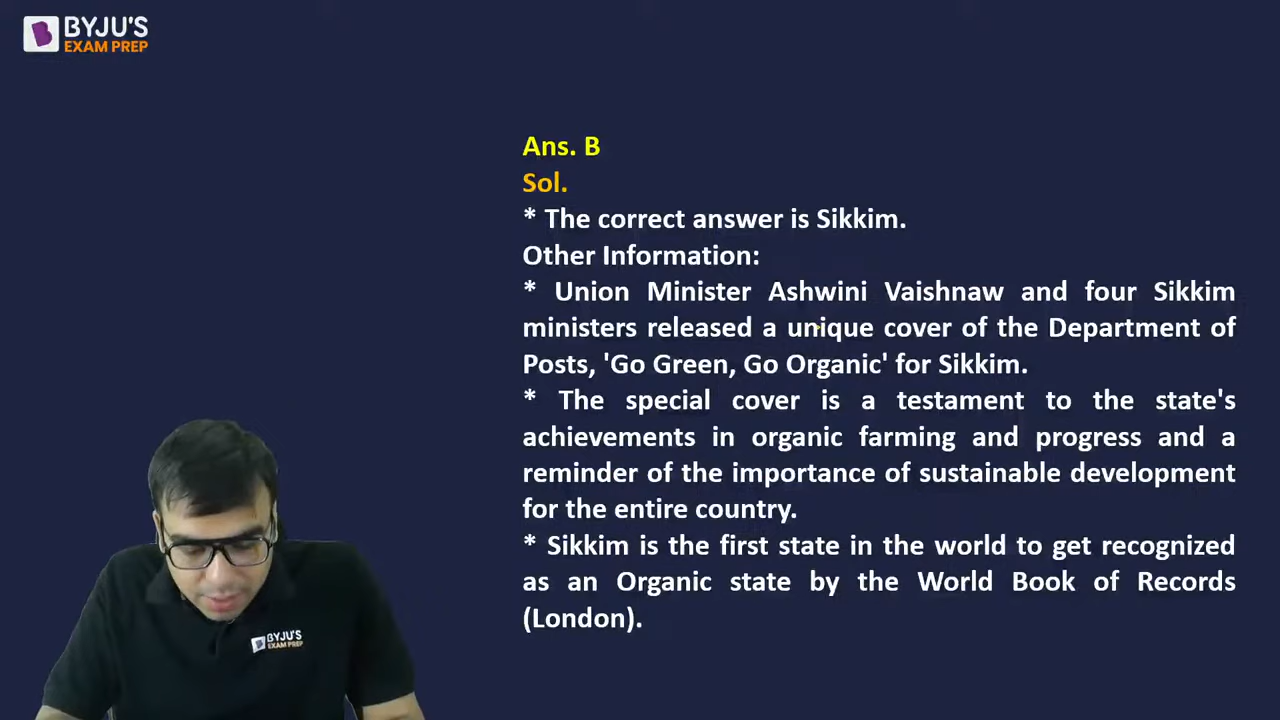 BYJU'S
EXAM PREP
Ans. B
Sol.
* The correct answer is Sikkim.
Other Information:
* Union Minister Ashwini Vaishnaw and four Sikkim
ministers released a unique cover of the Department of
Posts, 'Go Green, Go Organic' for Sikkim.
* The special cover is a testament to the state's
achievements in organic farming and progress and a
reminder of the importance of sustainable development
for the entire country.
* Sikkim is the first state in the world to get recognized
as an Organic state by the World Book of Records
(London).
BYJU'S
EXAM PREP